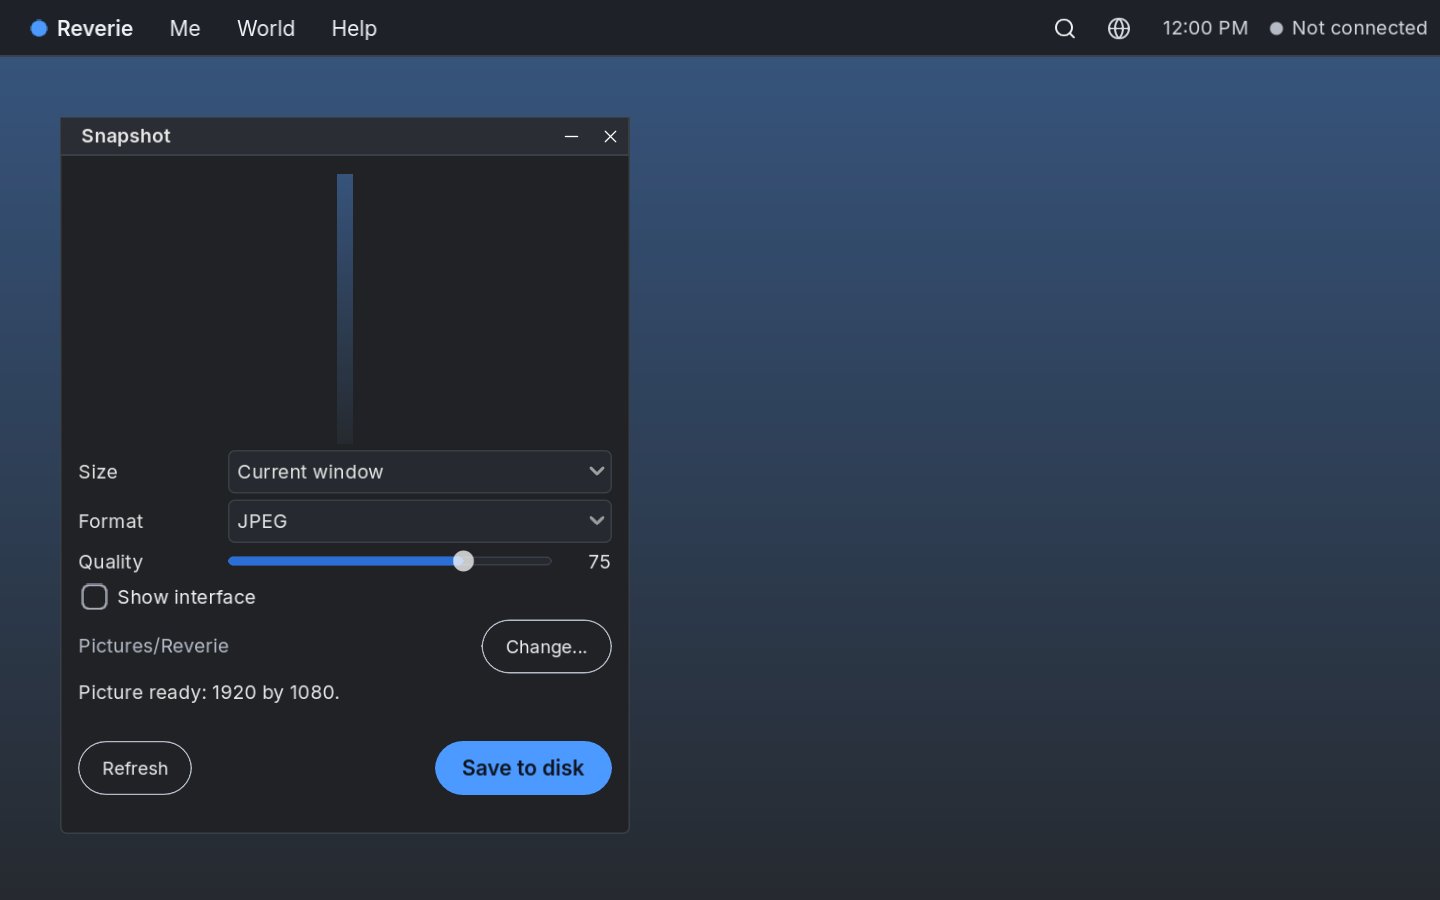 Reverie Me World Help 12:00 PM Not connected
Snapshot
Size Current window
Format JPEG
Quality 75
Show interface
Pictures/Reverie Change...
Picture ready: 1920 by 1080.
Refresh Save to disk